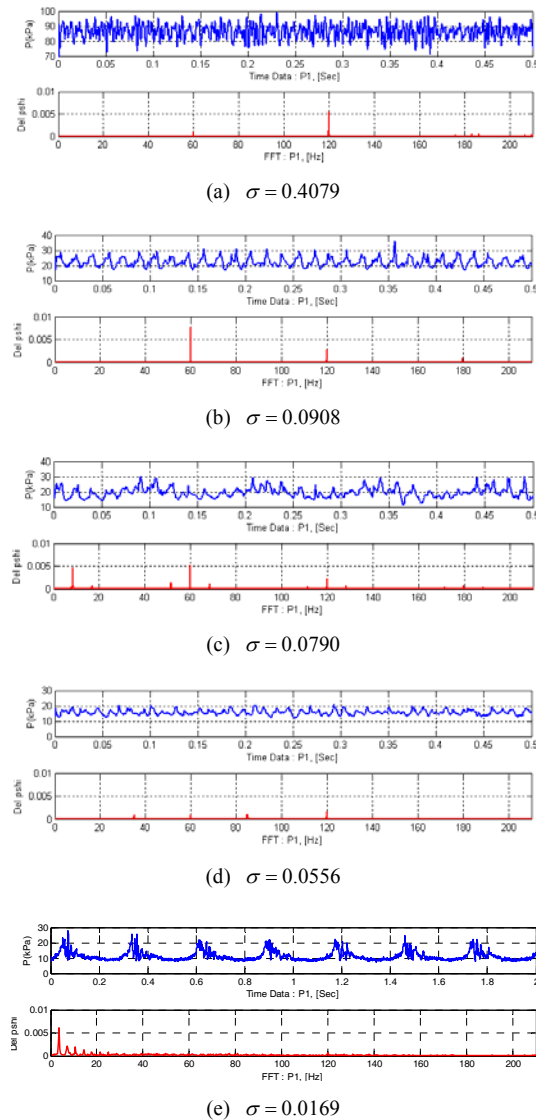 P(kPa)
100
90
80
70
0 0.05 0.1 0.15 0.2 0.25 0.3 0.35 0.4 0.45 0.5
Time Data : P1, [Sec]
Del pshi
0.01
0.005
0
0 20 40 60 80 100 120 140 160 180 200
FFT : P1, [Hz]
(a) σ = 0.4079
P(kPa)
40
30
20
10
0 0.05 0.1 0.15 0.2 0.25 0.3 0.35 0.4 0.45 0.5
Time Data : P1, [Sec]
Del pshi
0.01
0.005
0
0 20 40 60 80 100 120 140 160 180 200
FFT : P1, [Hz]
(b) σ = 0.0908
P(kPa)
40
30
20
10
0 0.05 0.1 0.15 0.2 0.25 0.3 0.35 0.4 0.45 0.5
Time Data : P1, [Sec]
Del pshi
0.01
0.005
0
0 20 40 60 80 100 120 140 160 180 200
FFT : P1, [Hz]
(c) σ = 0.0790
P(kPa)
30
20
10
0
0 0.05 0.1 0.15 0.2 0.25 0.3 0.35 0.4 0.45 0.5
Time Data : P1, [Sec]
Del pshi
0.01
0.005
0
0 20 40 60 80 100 120 140 160 180 200
FFT : P1, [Hz]
(d) σ = 0.0556
P(kPa)
30
20
10
0
0 0.2 0.4 0.6 0.8 1 1.2 1.4 1.6 1.8 2
Time Data : P1, [Sec]
Del pshi
0.01
0.005
0
0 20 40 60 80 100 120 140 160 180 200
FFT : P1, [Hz]
(e) σ = 0.0169